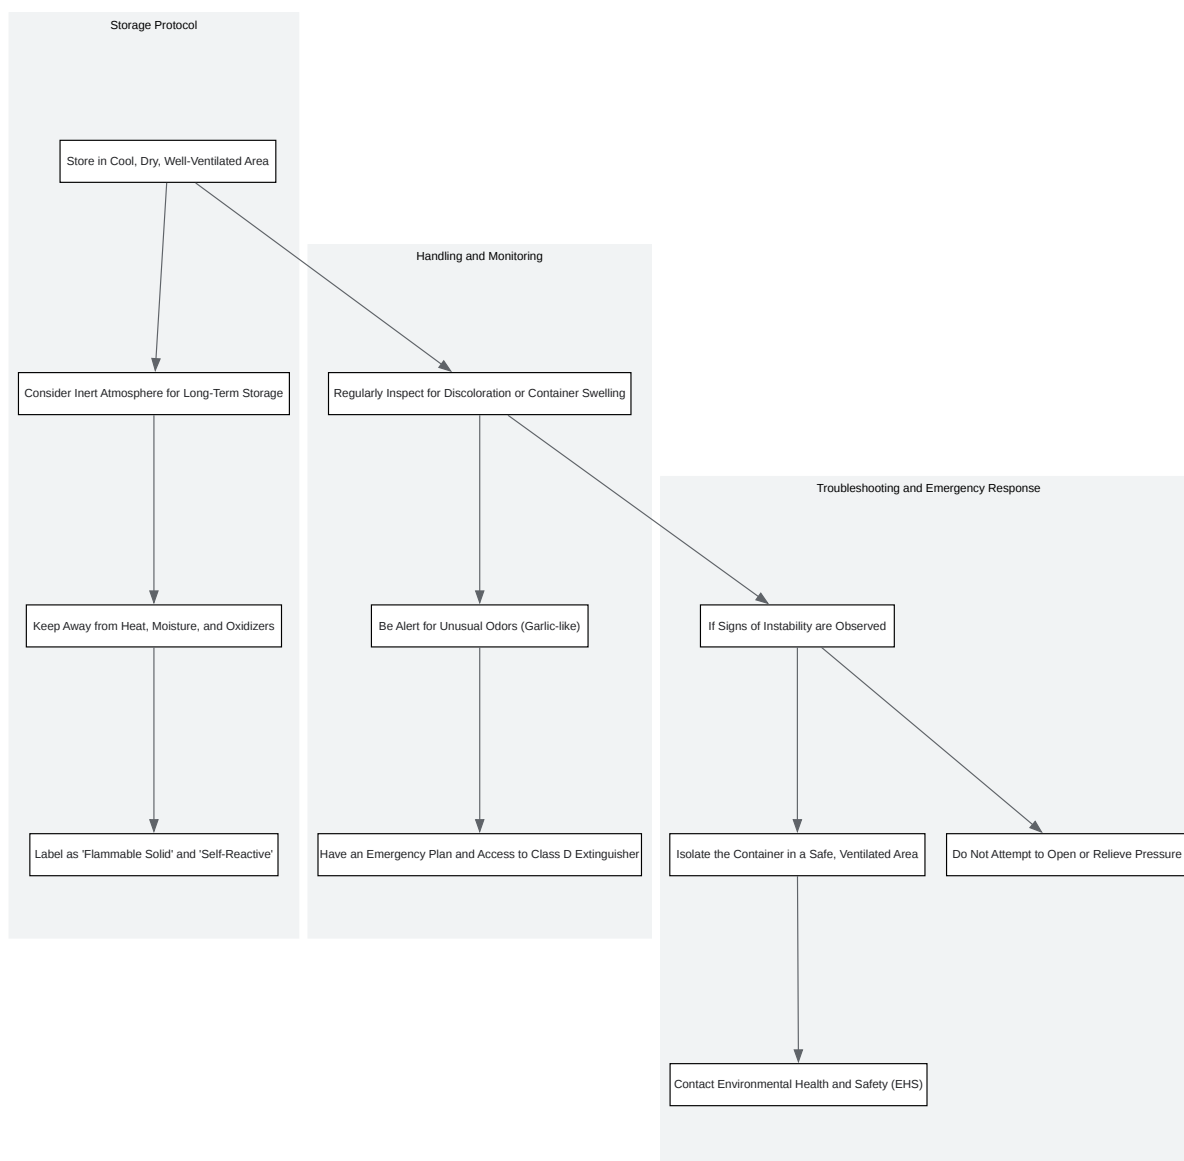 Storage Protocol
Store in Cool, Dry, Well-Ventilated Area
Handling and Monitoring
Consider Inert Atmosphere for Long-Term Storage
Regularly Inspect for Discoloration or Container Swelling
Troubleshooting and Emergency Response
Keep Away from Heat, Moisture, and Oxidizers
Be Alert for Unusual Odors (Garlic-like)
If Signs of Instability are Observed
Label as 'Flammable Solid' and 'Self-Reactive'
Have an Emergency Plan and Access to Class D Extinguisher
Isolate the Container in a Safe, Ventilated Area
Do Not Attempt to Open or Relieve Pressure
Contact Environmental Health and Safety (EHS)